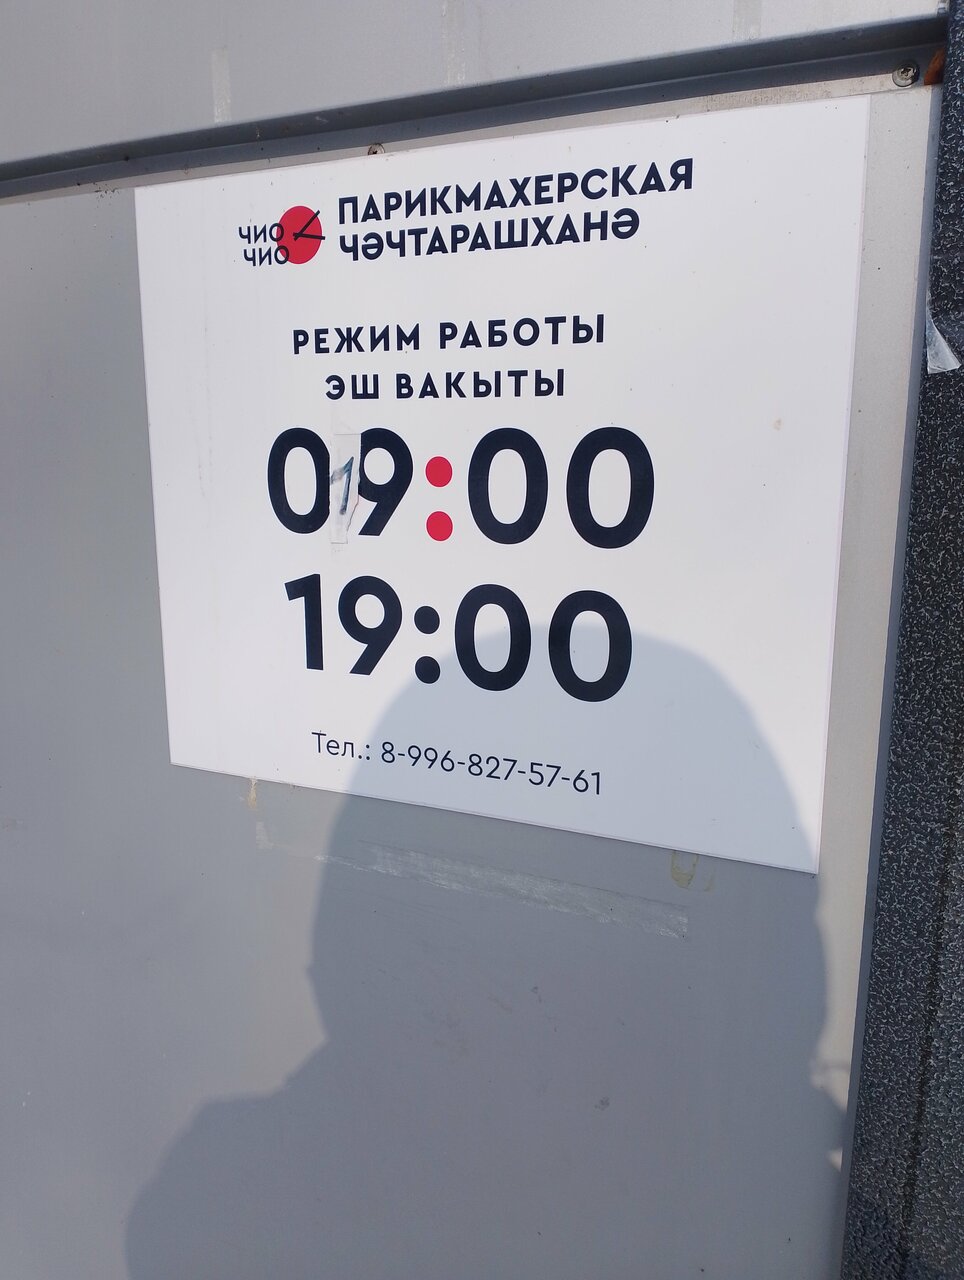 ЧИО ЧИО
ПАРИКМАХЕРСКАЯ
ЧӘЧТАРАШХАНӘ
РЕЖИМ РАБОТЫ
ЭШ ВАКЫТЫ
09:00
19:00
Тел.: 8-996-827-57-61